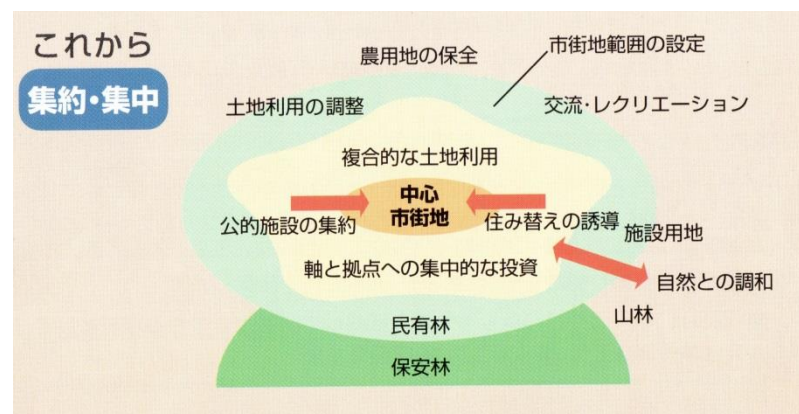 これから
集約・集中
農用地の保全
市街地範囲の設定
土地利用の調整
交流・レクリエーション
複合的な土地利用
中心
市街地
公的施設の集約
住み替えの誘導
施設用地
軸と拠点への集中的な投資
自然との調和
山林
民有林
保安林